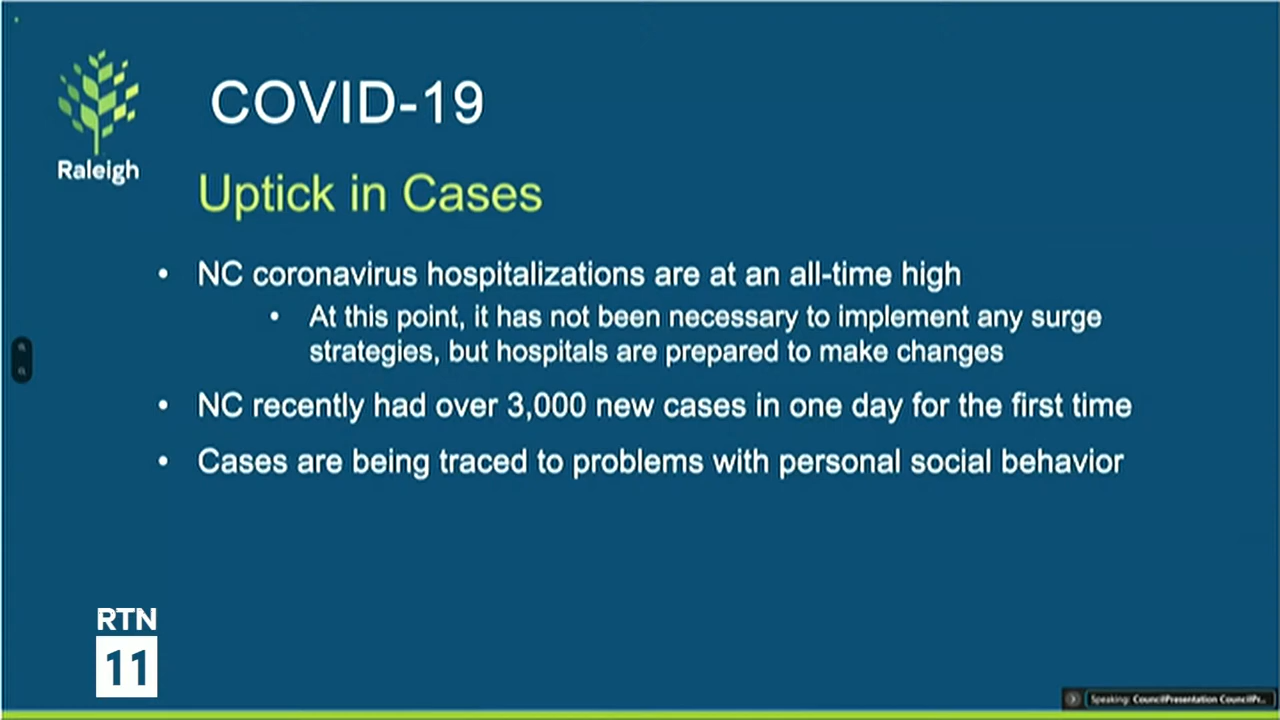 COVID-19
Raleigh
Uptick in Cases
• NC coronavirus hospitalizations are at an all-time high
• At this point, it has not been necessary to implement any surge
strategies, but hospitals are prepared to make changes
• NC recently had over 3,000 new cases in one day for the first time
• Cases are being traced to problems with personal social behavior
RTN
11
Speaking: CouncilPresentation CouncilPr...